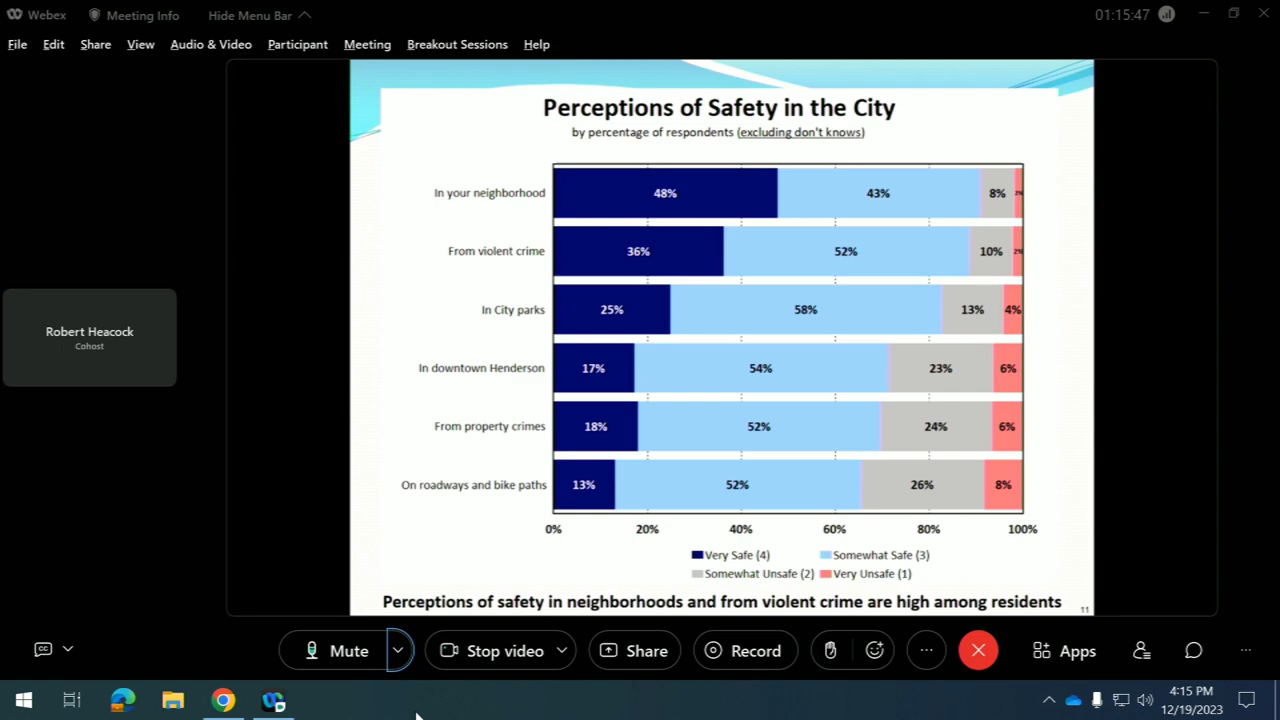 Webex Meeting Info Hide Menu Bar 01:15:47
File Edit Share View Audio & Video Participant Meeting Breakout Sessions Help
Perceptions of Safety in the City
by percentage of respondents (excluding don't knows)
In your neighborhood 48% 43% 8% 2%
From violent crime 36% 52% 10% 2%
In City parks 25% 58% 13% 4%
Robert Heacock
Cohost
In downtown Henderson 17% 54% 23% 6%
From property crimes 18% 52% 24% 6%
On roadways and bike paths 13% 52% 26% 8%
0% 20% 40% 60% 80% 100%
Very Safe (4) Somewhat Safe (3)
Somewhat Unsafe (2) Very Unsafe (1)
Perceptions of safety in neighborhoods and from violent crime are high among residents
11
CC Mute Stop video Share Record Apps
4:15 PM
12/19/2023